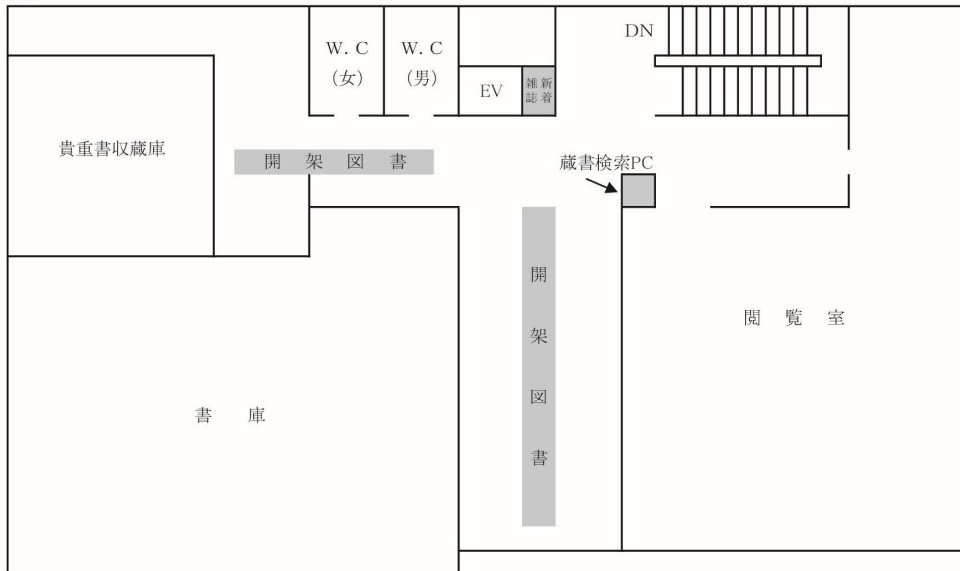 DN
W. C
（女）
W. C
（男）
EV
新着
雑誌
貴重書収蔵庫
開架図書
蔵書検索PC
開架図書
閲覧室
書庫